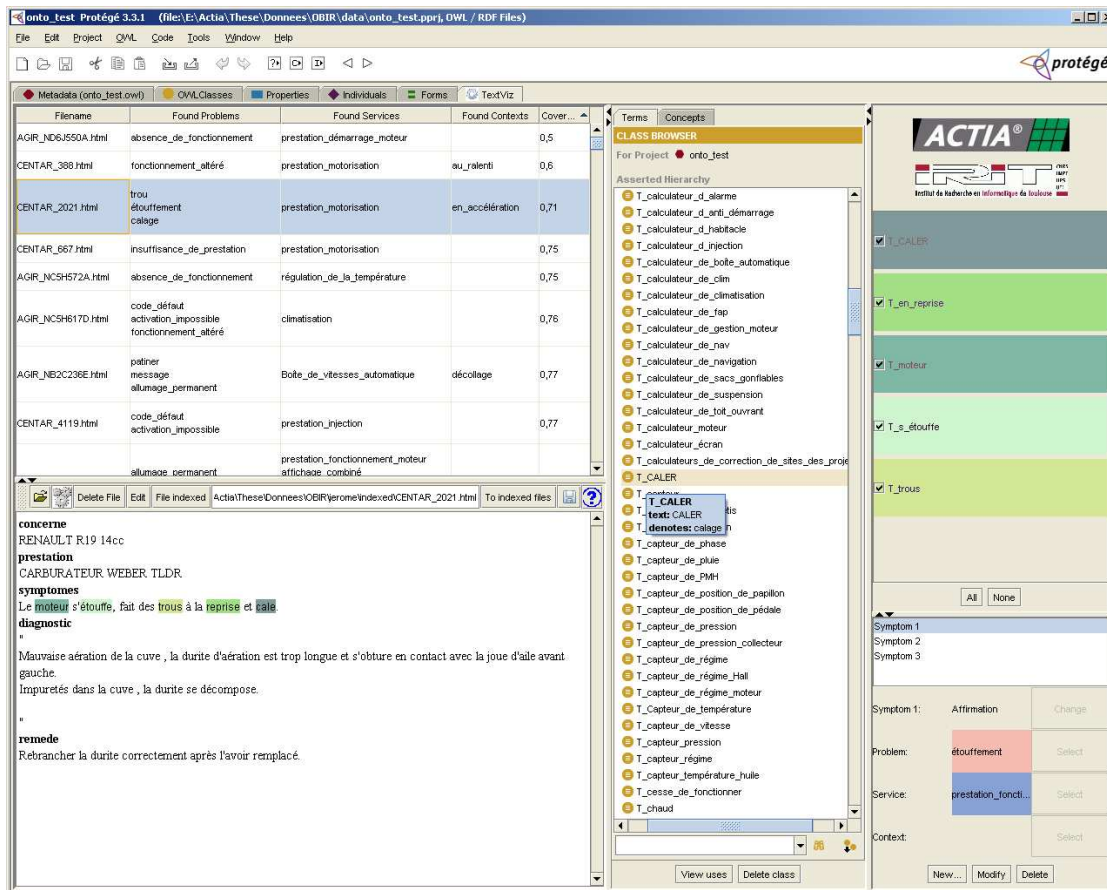 onto_test Protégé 3.3.1 (file:\E:\Actia\These\Donnees\OBIR\data\onto_test.pprj, OWL / RDF Files)
File Edit Project OWL Code Tools Window Help
protégé
Metadata (onto_test.owl) OWLClasses Properties Individuals Forms TextViz
Filename Found Problems Found Services Found Contexts Cover...
AGIR_ND6J550A.html absence_de_fonctionnement prestation_démarrage_moteur 0,5
CENTAR_388.html fonctionnement_altéré prestation_motorisation au_ralenti 0,6
trou
CENTAR_2021.html étouffement prestation_motorisation en_accélération 0,71
calage
CENTAR_667.html insuffisance_de_prestation prestation_motorisation 0,75
AGIR_NC5H572A.html absence_de_fonctionnement régulation_de_la_température 0,75
code_défaut
AGIR_NC5H617D.html activation_impossible climatisation 0,76
fonctionnement_altéré
patiner
AGIR_NB2C236E.html message Boîte_de_vitesses_automatique décollage 0,77
allumage_permanent
code_défaut
CENTAR_4119.html activation_impossible prestation_injection 0,77
prestation_fonctionnement_moteur
allumage_permanent affichage_combiné
Delete File Edit File indexed Actia\These\Donnees\OBIR\jerome\indexed\CENTAR_2021.html To indexed files
concerne
RENAULT R19 14cc
prestation
CARBURATEUR WEBER TLDR
symptomes
Le moteur s'étouffe, fait des trous à la reprise et cale.
diagnostic
"
Mauvaise aération de la cuve , la durite d'aération est trop longue et s'obture en contact avec la joue d'aile avant
gauche.
Impuretés dans la cuve , la durite se décompose.
"
remede
Rebrancher la durite correctement après l'avoir remplacé.
Terms Concepts
CLASS BROWSER
For Project onto_test
Asserted Hierarchy
T_calculateur_d_alarme
T_calculateur_d_anti_démarrage
T_calculateur_d_habitacle
T_calculateur_d_injection
T_calculateur_de_boîte_automatique
T_calculateur_de_clim
T_calculateur_de_climatisation
T_calculateur_de_fap
T_calculateur_de_gestion_moteur
T_calculateur_de_nav
T_calculateur_de_navigation
T_calculateur_de_sacs_gonflables
T_calculateur_de_suspension
T_calculateur_de_toit_ouvrant
T_calculateur_moteur
T_calculateur_écran
T_calculateurs_de_correction_de_sites_des_proje
T_CALER
T_CALER
text: CALER
denotes: calage
T_capteur_de_phase
T_capteur_de_pluie
T_capteur_de_PMH
T_capteur_de_position_de_papillon
T_capteur_de_position_de_pédale
T_capteur_de_pression
T_capteur_de_pression_collecteur
T_capteur_de_régime
T_capteur_de_régime_Hall
T_capteur_de_régime_moteur
T_Capteur_de_température
T_capteur_de_vitesse
T_capteur_pression
T_capteur_régime
T_capteur_température_huile
T_cesse_de_fonctionner
T_chaud
View uses Delete class
ACTIA®
IRIT
Institut de Recherche en Informatique de Toulouse
T_CALER
T_en_reprise
T_moteur
T_s_étouffe
T_trous
All None
Symptom 1
Symptom 2
Symptom 3
Symptom 1: Affirmation Change
Problem: étouffement Select
Service: prestation_foncti... Select
Context: Select
New... Modify Delete